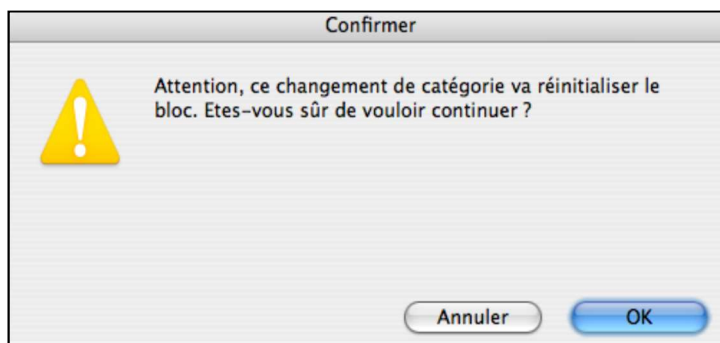 Confirmer
Attention, ce changement de catégorie va réinitialiser le
bloc. Etes-vous sûr de vouloir continuer ?
Annuler
OK